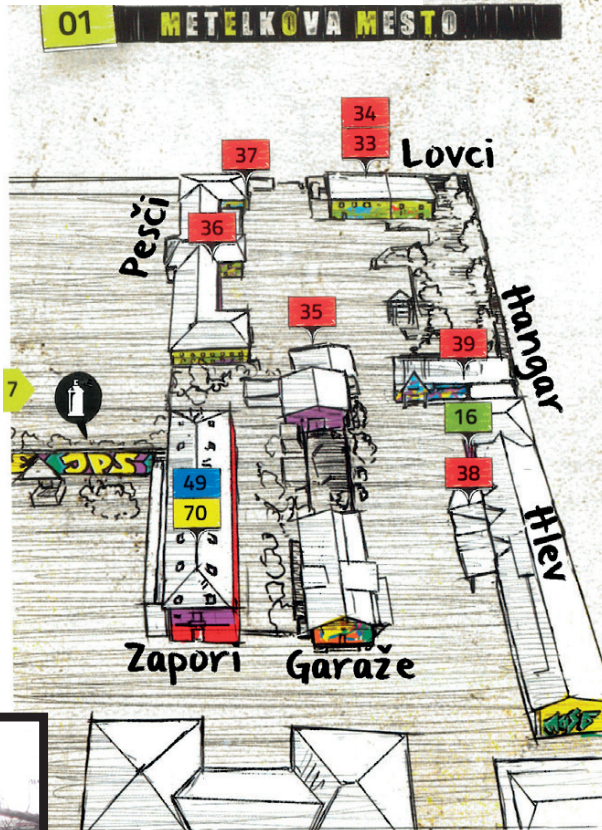 01 METELKOVA MESTO
34
33
Lovci
37
Pešči
36
35
Hangar
39
7
16
49
38
70
Hlev
Zapori
Garaže